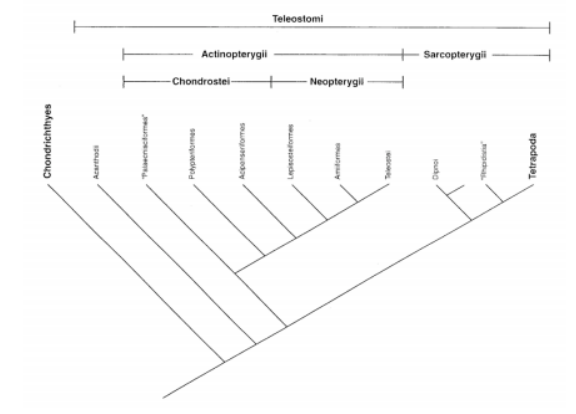 Teleostomi
Actinopterygii
Sarcopterygii
Chondrostei
Neopterygii
Chondrichthyes
Acanthodii
"Palaeonisciformes"
Polypteriformes
Acipenseriformes
Lepisosteiformes
Amiiformes
Teleostei
Dipnoi
"Rhipidistia"
Tetrapoda